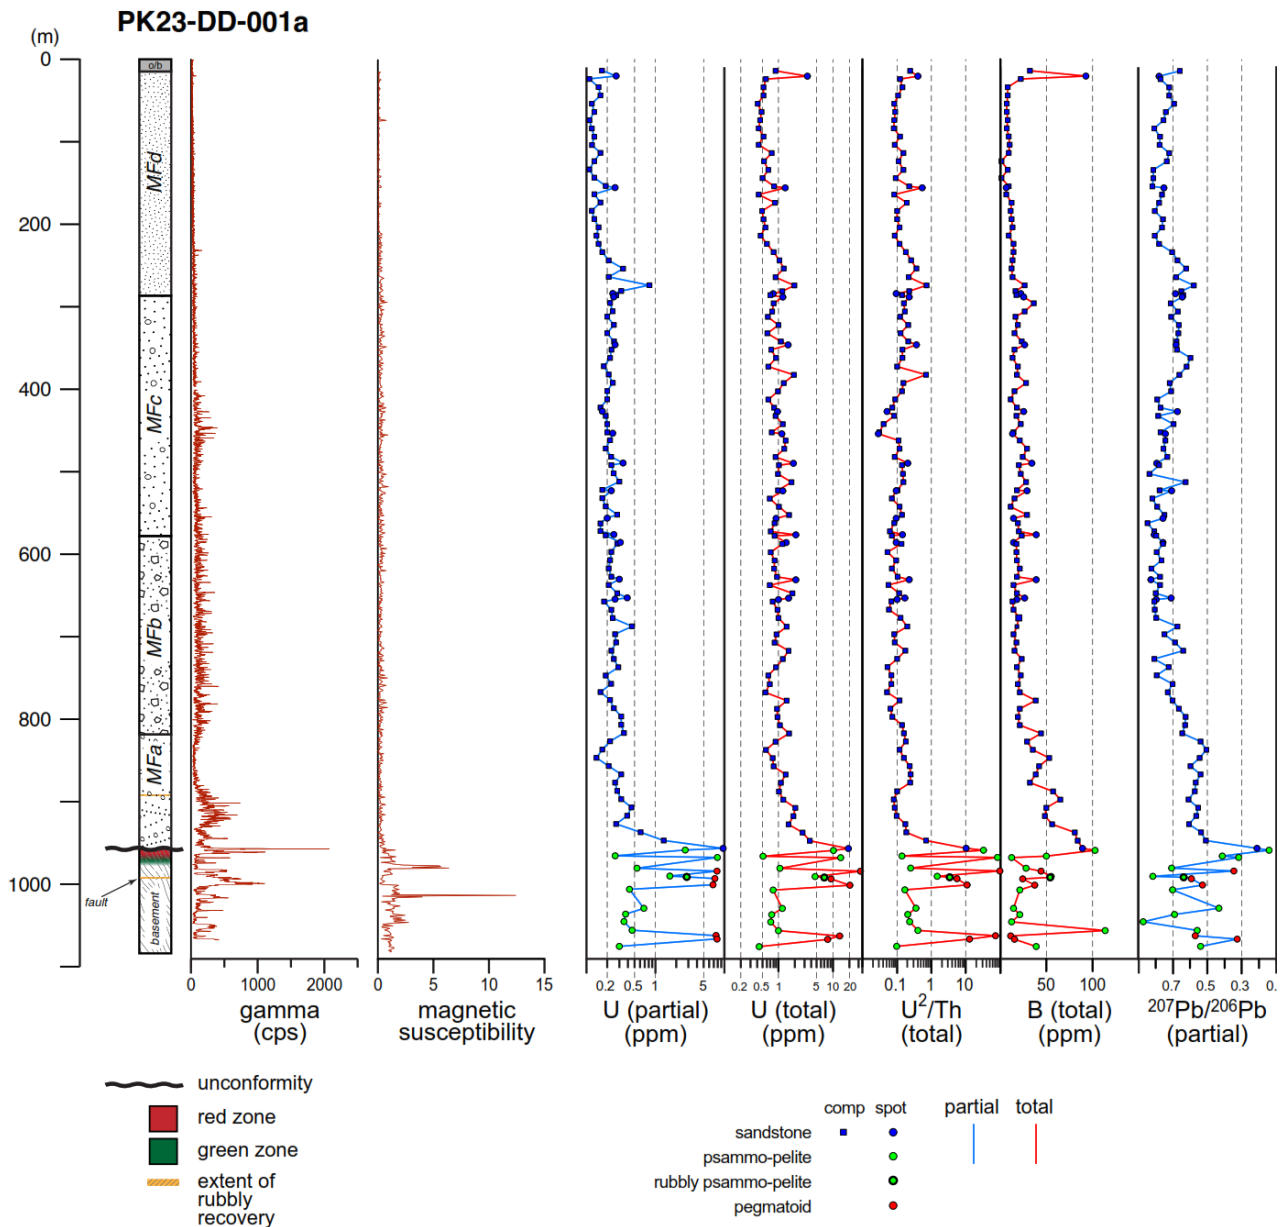 PK23-DD-001a
(m)
0
200
400
600
800
1000
o/b
MFd
MFc
MFb
MFa
basement
fault
0 1000 2000
gamma
(cps)
0 5 10 15
magnetic
susceptibility
0.2 0.5 1 5
U (partial)
(ppm)
0.2 0.5 1 5 10 20
U (total)
(ppm)
0.1 1 10
U²/Th
(total)
50 100
B (total)
(ppm)
0.7 0.5 0.3 0.
²⁰⁷Pb/²⁰⁶Pb
(partial)
unconformity
red zone
green zone
extent of
rubbly
recovery
comp spot partial total
sandstone
psammo-pelite
rubbly psammo-pelite
pegmatoid